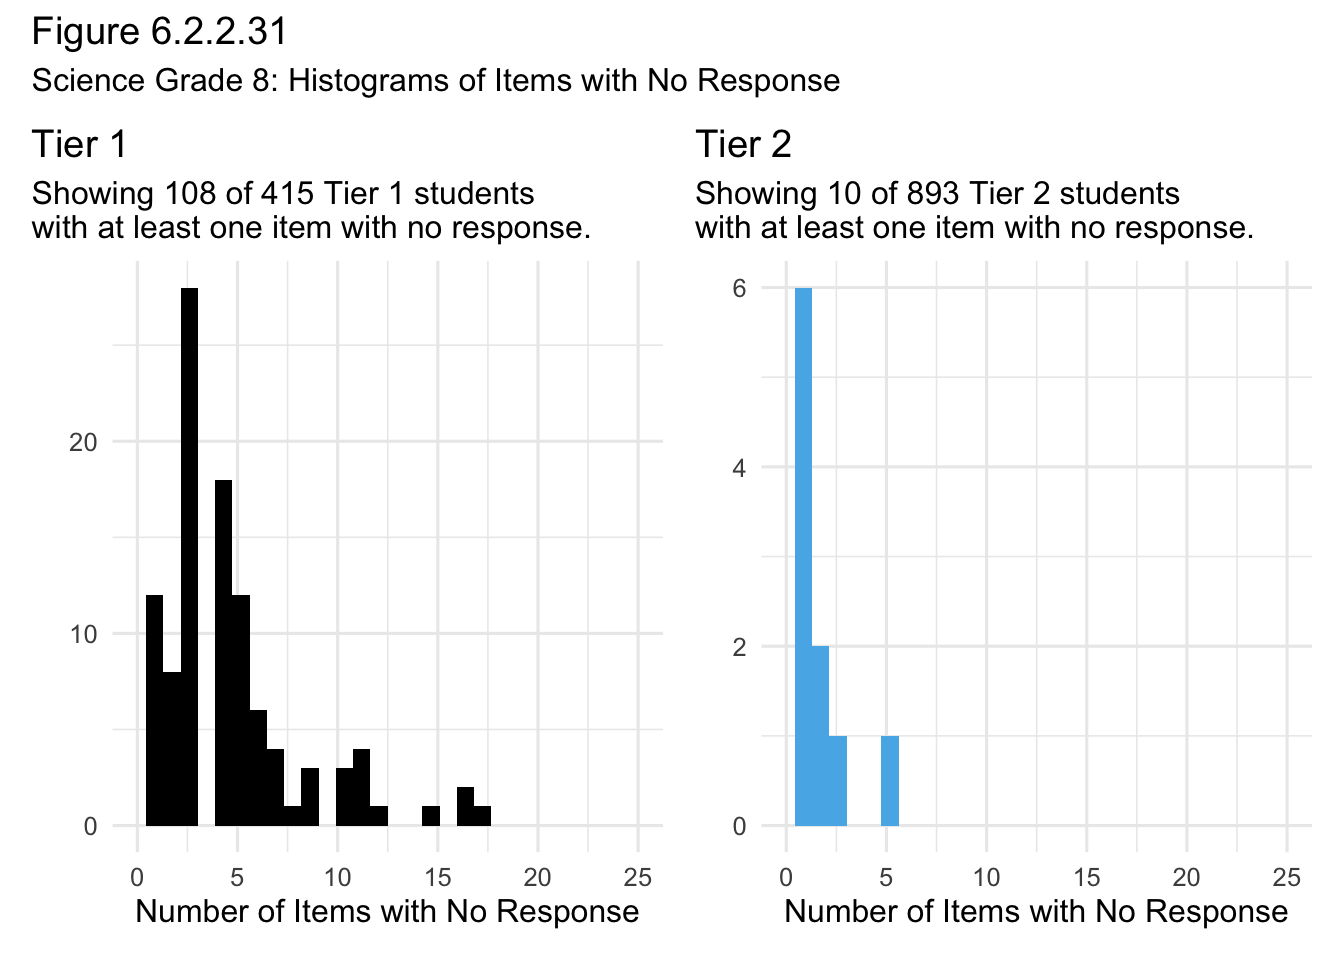 Figure 6.2.2.31
Science Grade 8: Histograms of Items with No Response
Tier 1
Showing 108 of 415 Tier 1 students
with at least one item with no response.
20
10
0
0 5 10 15 20 25
Number of Items with No Response
Tier 2
Showing 10 of 893 Tier 2 students
with at least one item with no response.
6
4
2
0
0 5 10 15 20 25
Number of Items with No Response